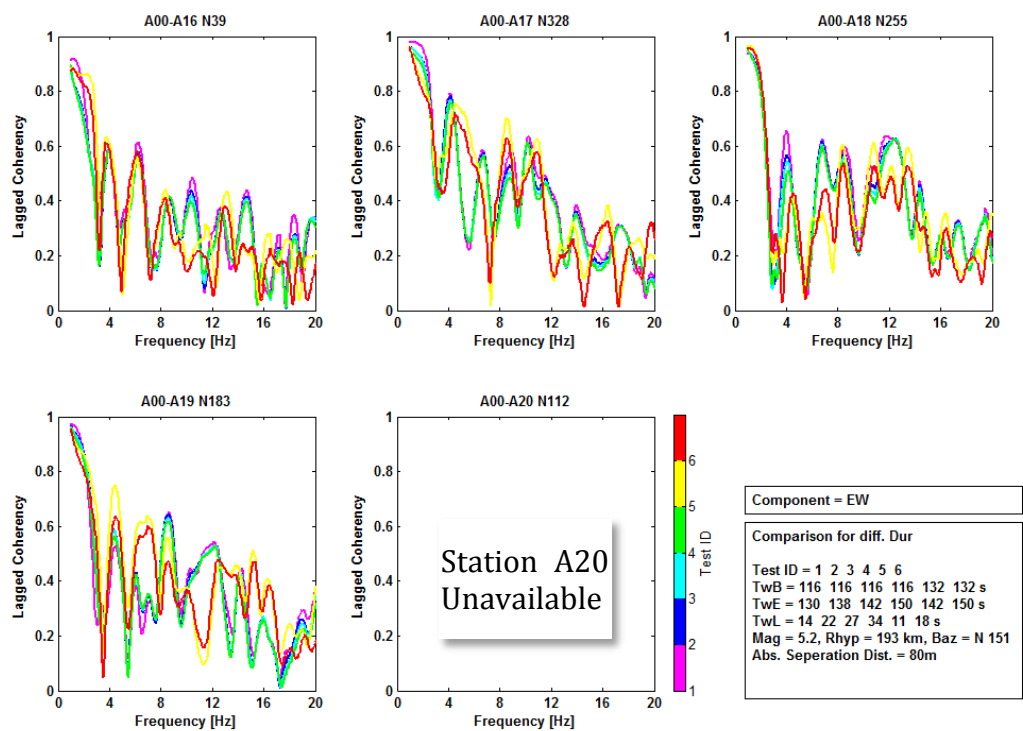 A00-A16 N39
A00-A17 N328
A00-A18 N255
1
0.8
0.6
0.4
0.2
0
Lagged Coherency
0 4 8 12 16 20
Frequency [Hz]
1
0.8
0.6
0.4
0.2
0
Lagged Coherency
0 4 8 12 16 20
Frequency [Hz]
1
0.8
0.6
0.4
0.2
0
Lagged Coherency
0 4 8 12 16 20
Frequency [Hz]
A00-A19 N183
A00-A20 N112
1
0.8
0.6
0.4
0.2
0
Lagged Coherency
0 4 8 12 16 20
Frequency [Hz]
1
0.8
0.6
0.4
0.2
0
Lagged Coherency
Station A20
Unavailable
0 4 8 12 16 20
Frequency [Hz]
6
5
4
3
2
1
Test ID
Component = EW
Comparison for diff. Dur
Test ID = 1 2 3 4 5 6
TwB = 116 116 116 116 132 132 s
TwE = 130 138 142 150 142 150 s
TwL = 14 22 27 34 11 18 s
Mag = 5.2, Rhyp = 193 km, Baz = N 151
Abs. Seperation Dist. = 80m